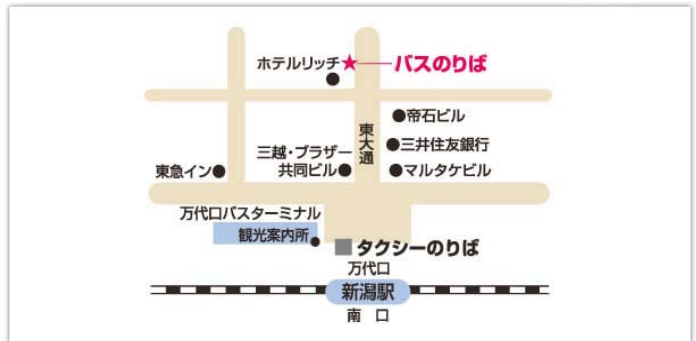 ホテルリッチ
バスのりば
帝石ビル
東大通
三井住友銀行
三越・ブラザー
共同ビル
東急イン
マルタケビル
万代口バスターミナル
観光案内所
タクシーのりば
万代口
新潟駅
南 口